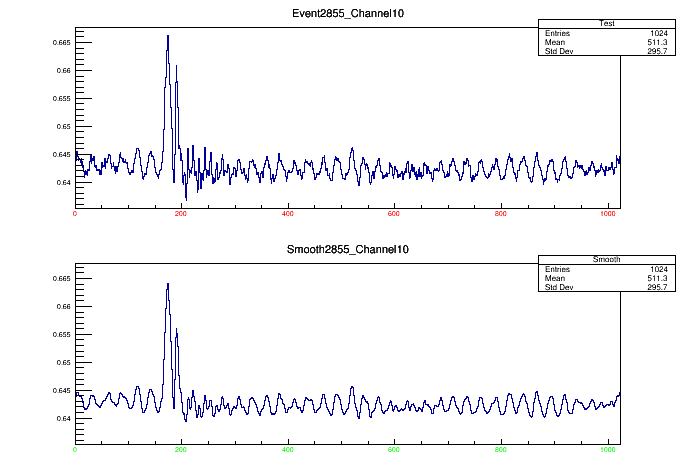 Event2855_Channel10
Test
Entries 1024
Mean 511.3
Std Dev 295.7
0.665
0.66
0.655
0.65
0.645
0.64
0 200 400 600 800 1000
Smooth2855_Channel10
Smooth
Entries 1024
Mean 511.3
Std Dev 295.7
0.665
0.66
0.655
0.65
0.645
0.64
0 200 400 600 800 1000